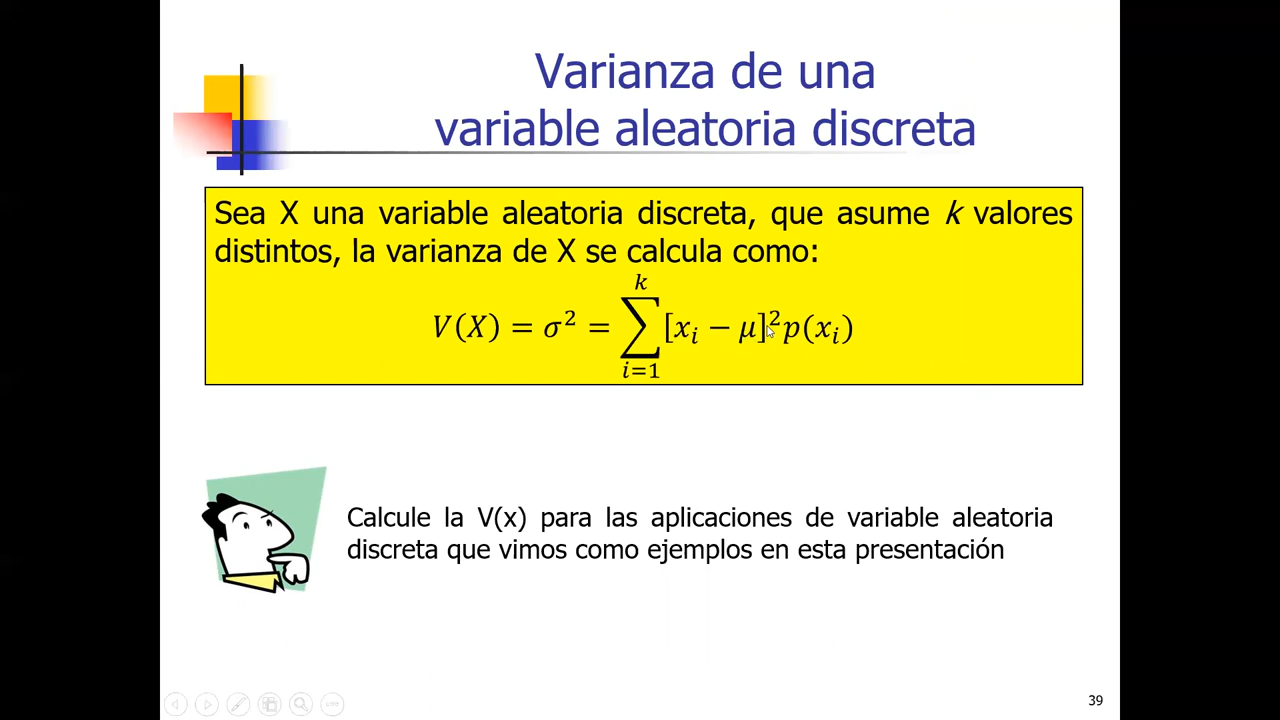 Varianza de una
variable aleatoria discreta
Sea X una variable aleatoria discreta, que asume k valores
distintos, la varianza de X se calcula como:
V(X) = σ² = ∑_{i=1}^{k} [x_i − μ]² p(x_i)
Calcule la V(x) para las aplicaciones de variable aleatoria
discreta que vimos como ejemplos en esta presentación
39